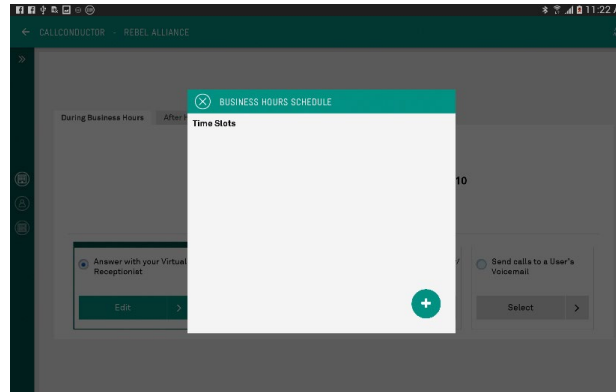 11:22
CALLCONDUCTOR - REBEL ALLIANCE
BUSINESS HOURS SCHEDULE
During Business Hours
After
Time Slots
10
Answer with your Virtual
Receptionist
Send calls to a User's
Voicemail
Edit
Select